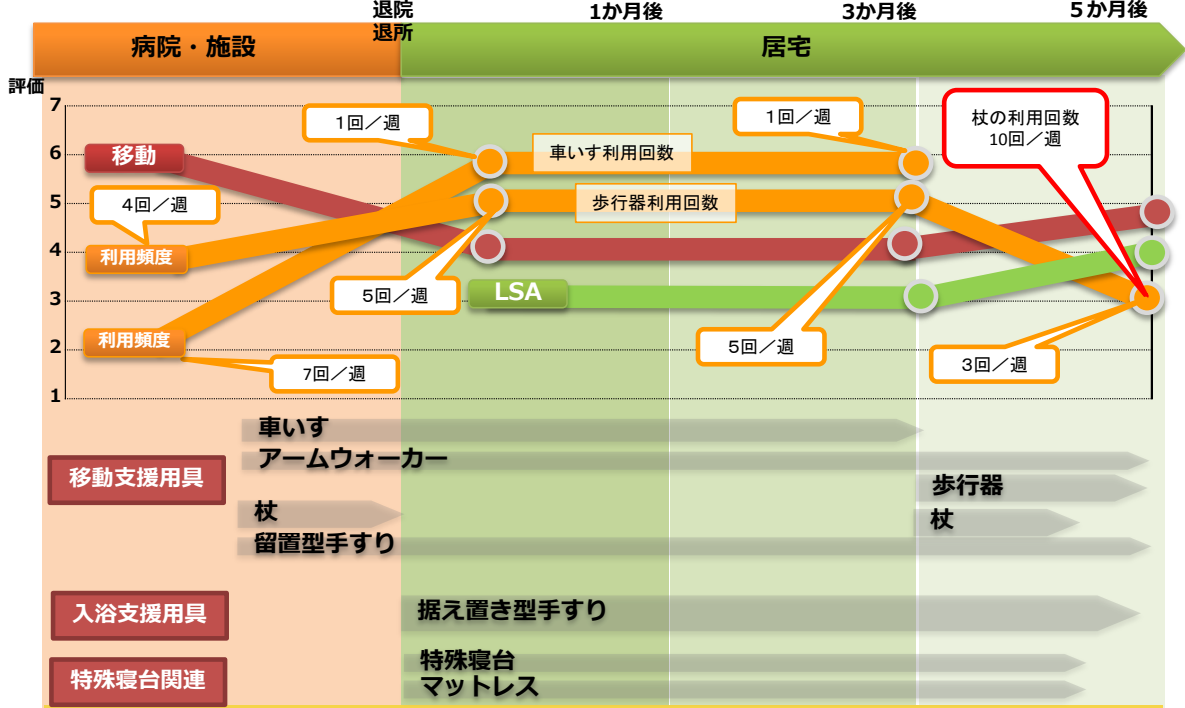 退院
退所
1か月後
3か月後
５か月後
病院・施設
居宅
評価
7
6
5
4
3
2
1
移動
利用頻度
利用頻度
4回／週
7回／週
1回／週
5回／週
車いす利用回数
歩行器利用回数
LSA
1回／週
5回／週
杖の利用回数
10回／週
3回／週
移動支援用具
車いす
アームウォーカー
歩行器
杖
杖
留置型手すり
入浴支援用具
据え置き型手すり
特殊寝台関連
特殊寝台
マットレス